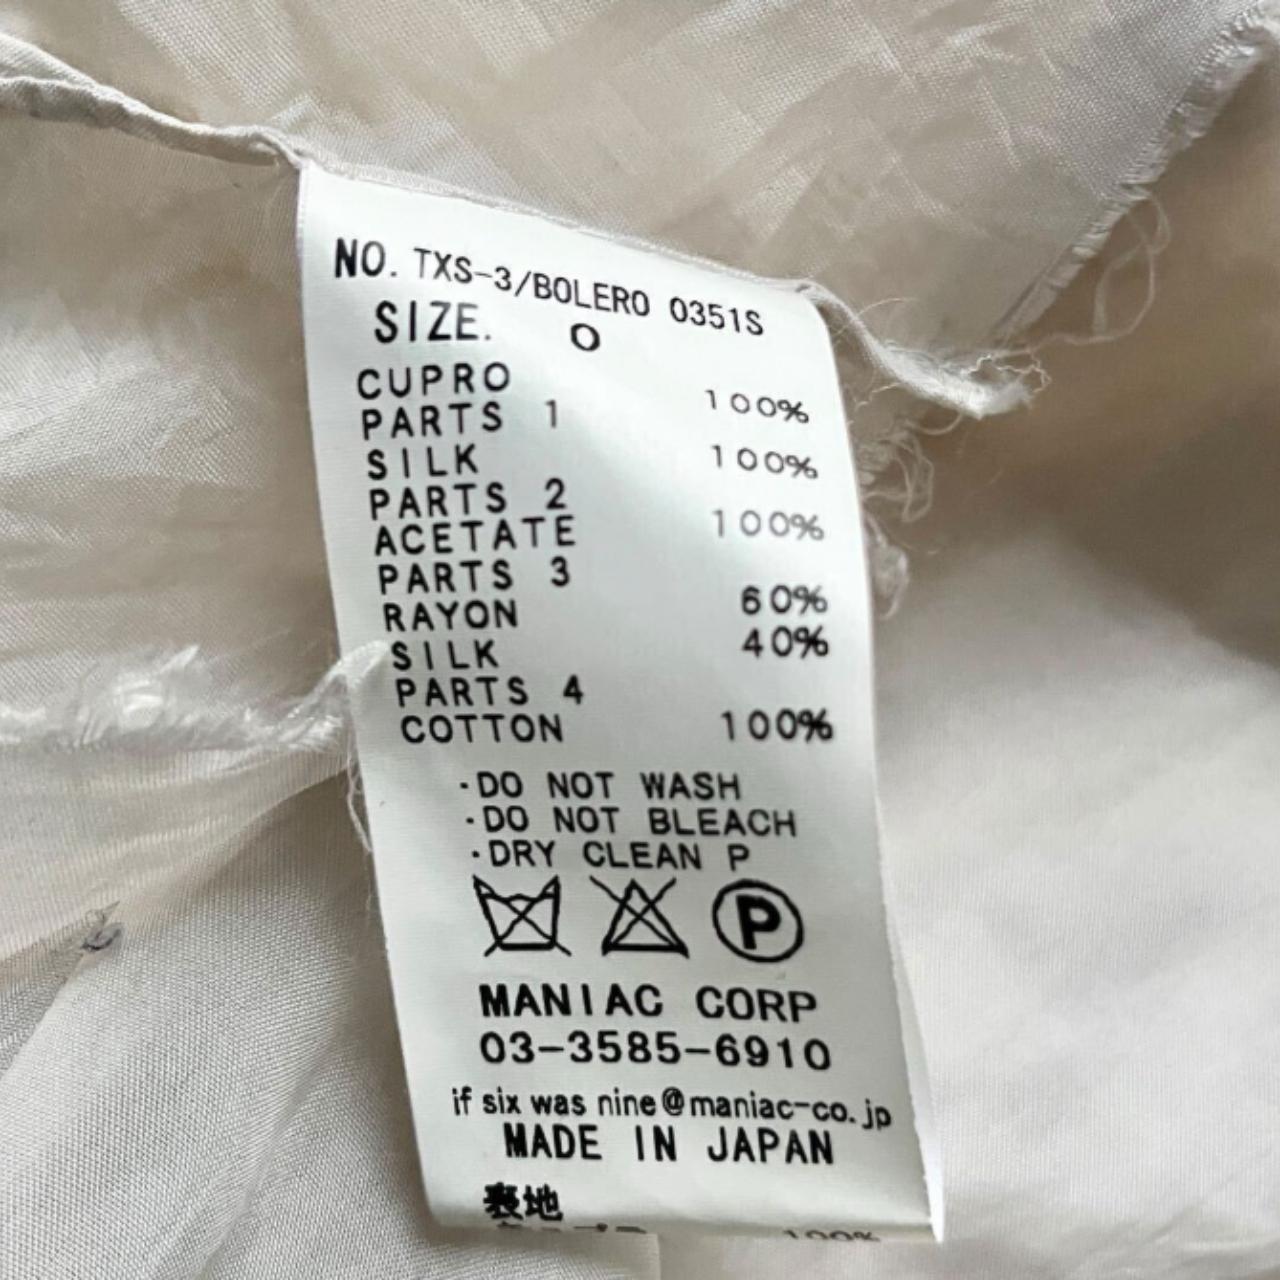 NO. TXS-3/BOLERO 0351S
SIZE. 0
CUPRO 100%
PARTS 1
SILK 100%
PARTS 2
ACETATE 100%
PARTS 3
RAYON 60%
SILK 40%
PARTS 4
COTTON 100%
・DO NOT WASH
・DO NOT BLEACH
・DRY CLEAN P
P
MANIAC CORP
03-3585-6910
if six was nine@maniac-co.jp
MADE IN JAPAN
裏地
100%